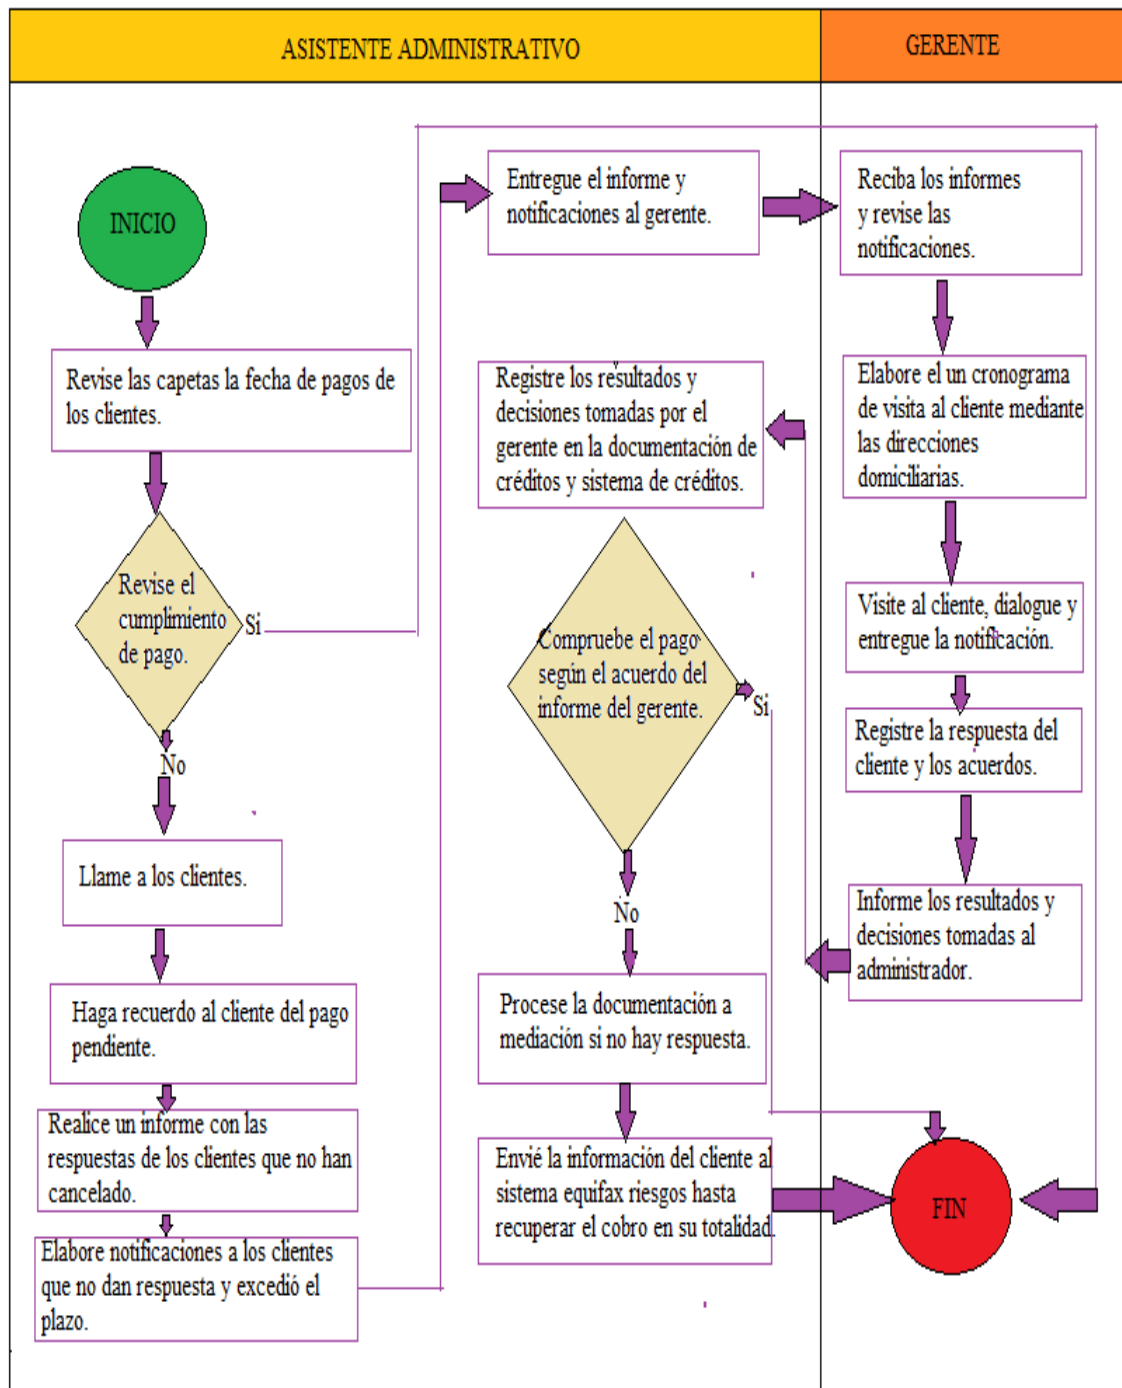 ASISTENTE ADMINISTRATIVO
GERENTE
INICIO
Revise las capetas la fecha de pagos de
los clientes.
Revise el
cumplimiento
de pago.
Si
No
Llame a los clientes.
Haga recuerdo al cliente del pago
pendiente.
Realice un informe con las
respuestas de los clientes que no han
cancelado.
Elabore notificaciones a los clientes
que no dan respuesta y excedió el
plazo.
Entregue el informe y
notificaciones al gerente.
Reciba los informes
y revise las
notificaciones.
Elabore el un cronograma
de visita al cliente mediante
las direcciones
domiciliarias.
Visite al cliente, dialogue y
entregue la notificación.
Registre la respuesta del
cliente y los acuerdos.
Informe los resultados y
decisiones tomadas al
administrador.
Registre los resultados y
decisiones tomadas por el
gerente en la documentación de
créditos y sistema de créditos.
Compruebe el pago
según el acuerdo del
informe del gerente.
Si
No
Procese la documentación a
mediación si no hay respuesta.
Envié la información del cliente al
sistema equifax riesgos hasta
recuperar el cobro en su totalidad.
FIN